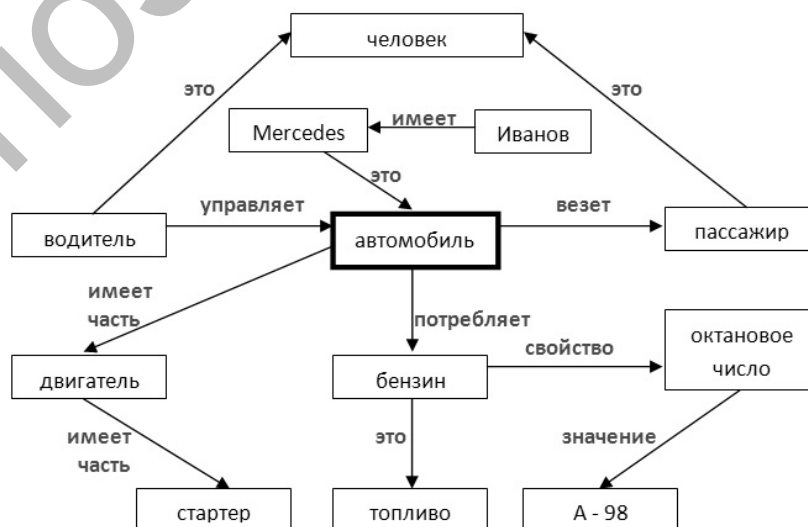 человек
это
это
Mercedes
имеет
Иванов
это
водитель
управляет
автомобиль
везет
пассажир
имеет
часть
потребляет
двигатель
бензин
свойство
октановое
число
имеет
часть
это
значение
стартер
топливо
А - 98